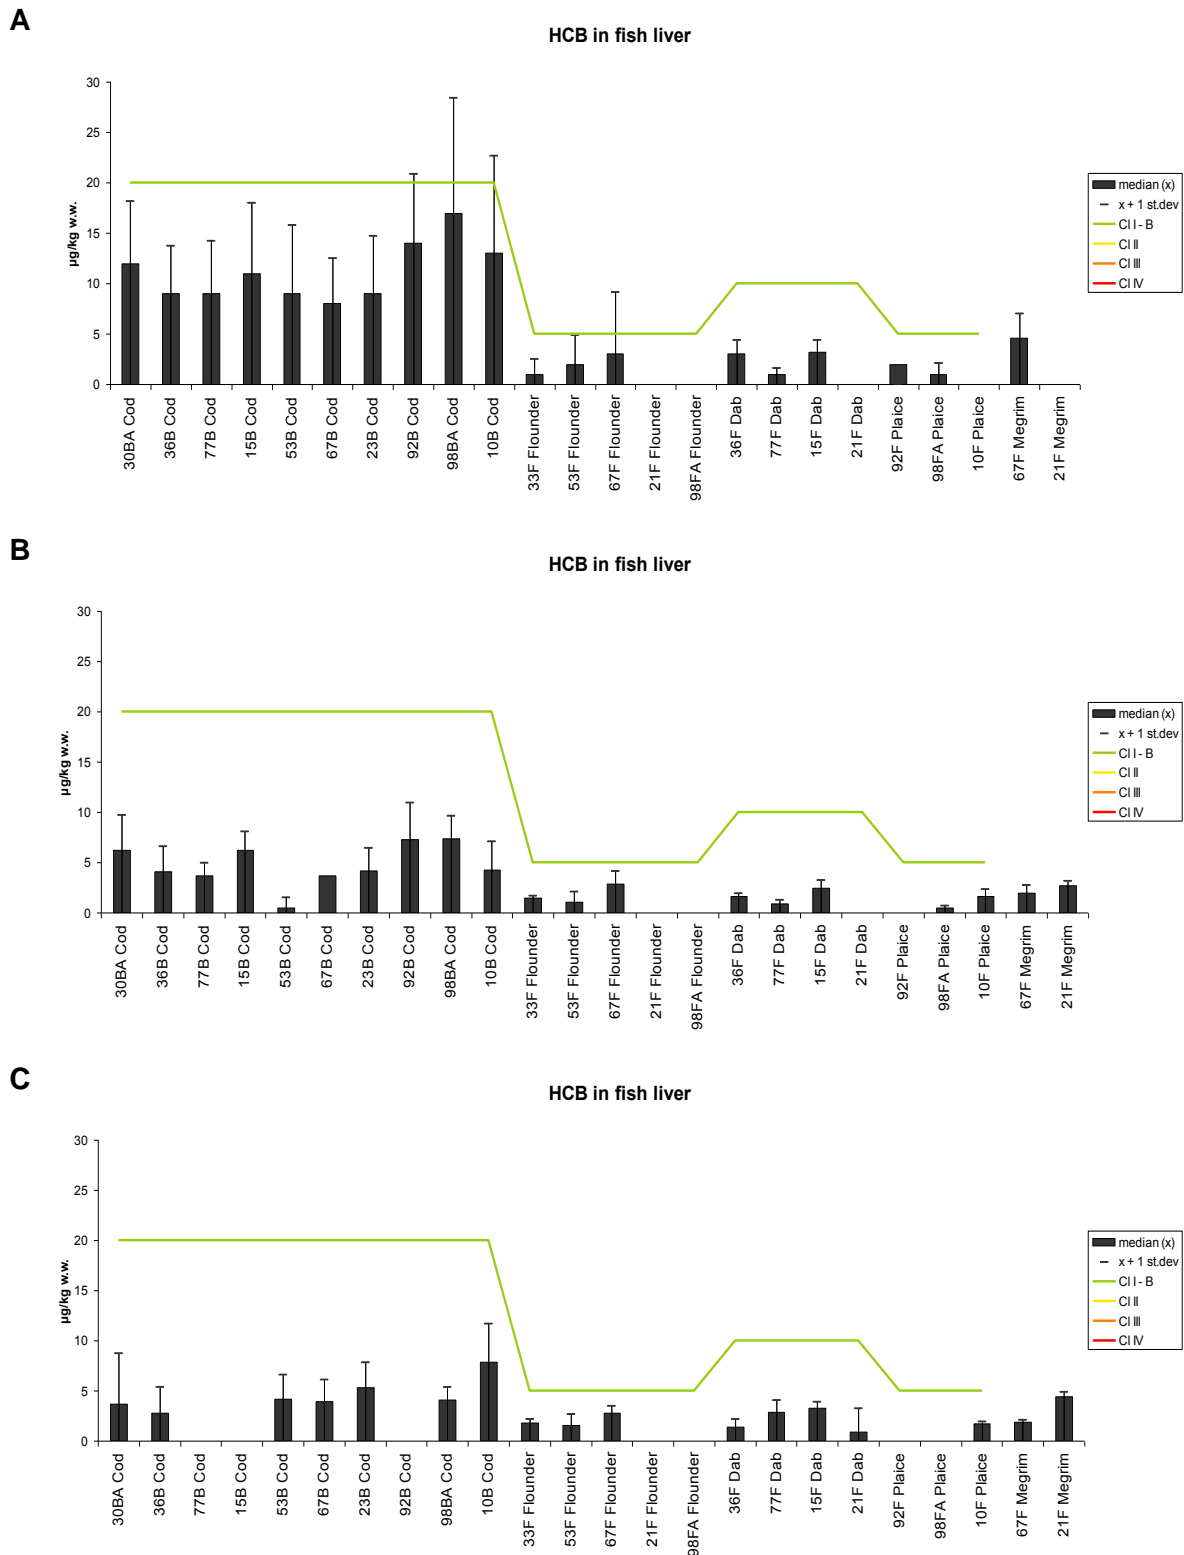 A
HCB in fish liver
30
25
20
15
10
5
0
µg/kg w.w.
30BA Cod
36B Cod
77B Cod
15B Cod
53B Cod
67B Cod
23B Cod
92B Cod
98BA Cod
10B Cod
33F Flounder
53F Flounder
67F Flounder
21F Flounder
98FA Flounder
36F Dab
77F Dab
15F Dab
21F Dab
92F Plaice
98FA Plaice
10F Plaice
67F Megrim
21F Megrim
median (x)
x + 1 st.dev
Cl I - B
Cl II
Cl III
Cl IV
B
HCB in fish liver
30
25
20
15
10
5
0
µg/kg w.w.
30BA Cod
36B Cod
77B Cod
15B Cod
53B Cod
67B Cod
23B Cod
92B Cod
98BA Cod
10B Cod
33F Flounder
53F Flounder
67F Flounder
21F Flounder
98FA Flounder
36F Dab
77F Dab
15F Dab
21F Dab
92F Plaice
98FA Plaice
10F Plaice
67F Megrim
21F Megrim
median (x)
x + 1 st.dev
Cl I - B
Cl II
Cl III
Cl IV
C
HCB in fish liver
30
25
20
15
10
5
0
µg/kg w.w.
30BA Cod
36B Cod
77B Cod
15B Cod
53B Cod
67B Cod
23B Cod
92B Cod
98BA Cod
10B Cod
33F Flounder
53F Flounder
67F Flounder
21F Flounder
98FA Flounder
36F Dab
77F Dab
15F Dab
21F Dab
92F Plaice
98FA Plaice
10F Plaice
67F Megrim
21F Megrim
median (x)
x + 1 st.dev
Cl I - B
Cl II
Cl III
Cl IV